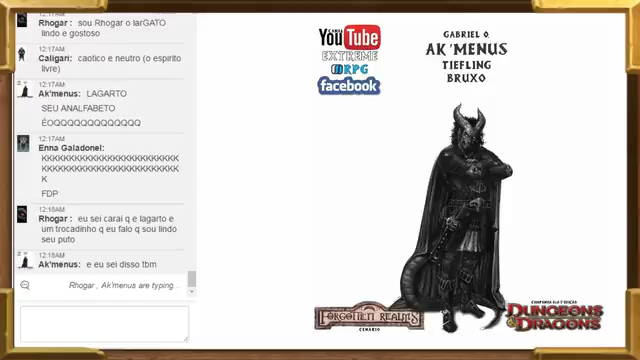 Rhogar : sou Rhogar o larGATO
lindo e gostoso
12:17AM
Caligari: caotico e neutro (o espirito
livre)
12:17AM
Ak'menus: LAGARTO
SEU ANALFABETO
ÉOQQQQQQQQQQQQQ
12:17AM
Enna Galadonel:
KKKKKKKKKKKKKKKKKKKKKKKKK
KKKKKKKKKKKKKKKKKKKKKKKKK
K
FDP
12:18AM
Rhogar : eu sei carai q e lagarto e
um trocadinho q eu falo q sou lindo
seu puto
12:18AM
Ak'menus: e eu sei disso tbm
Rhogar , Ak'menus are typing...
CANAL
YouTube
EXTREME
RPG
facebook
GABRIEL O.
AK'MENUS
TIEFLING
BRUXO
FORGOTTEN REALMS
CENARIO
DUNGEONS
& DRAGONS